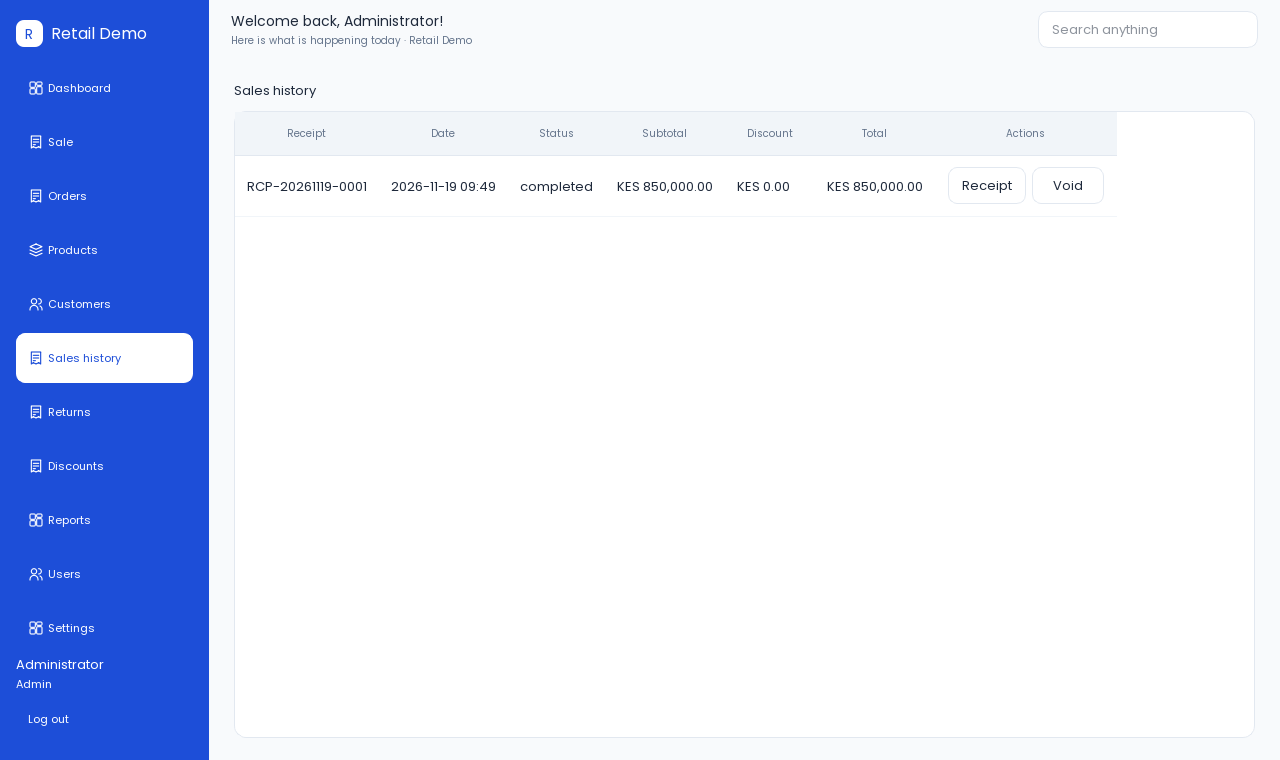 R Retail Demo
Welcome back, Administrator!
Here is what is happening today · Retail Demo
Search anything
Dashboard
Sale
Orders
Products
Customers
Sales history
Returns
Discounts
Reports
Users
Settings
Administrator
Admin
Log out
Sales history
Receipt Date Status Subtotal Discount Total Actions
RCP-20261119-0001 2026-11-19 09:49 completed KES 850,000.00 KES 0.00 KES 850,000.00 Receipt Void